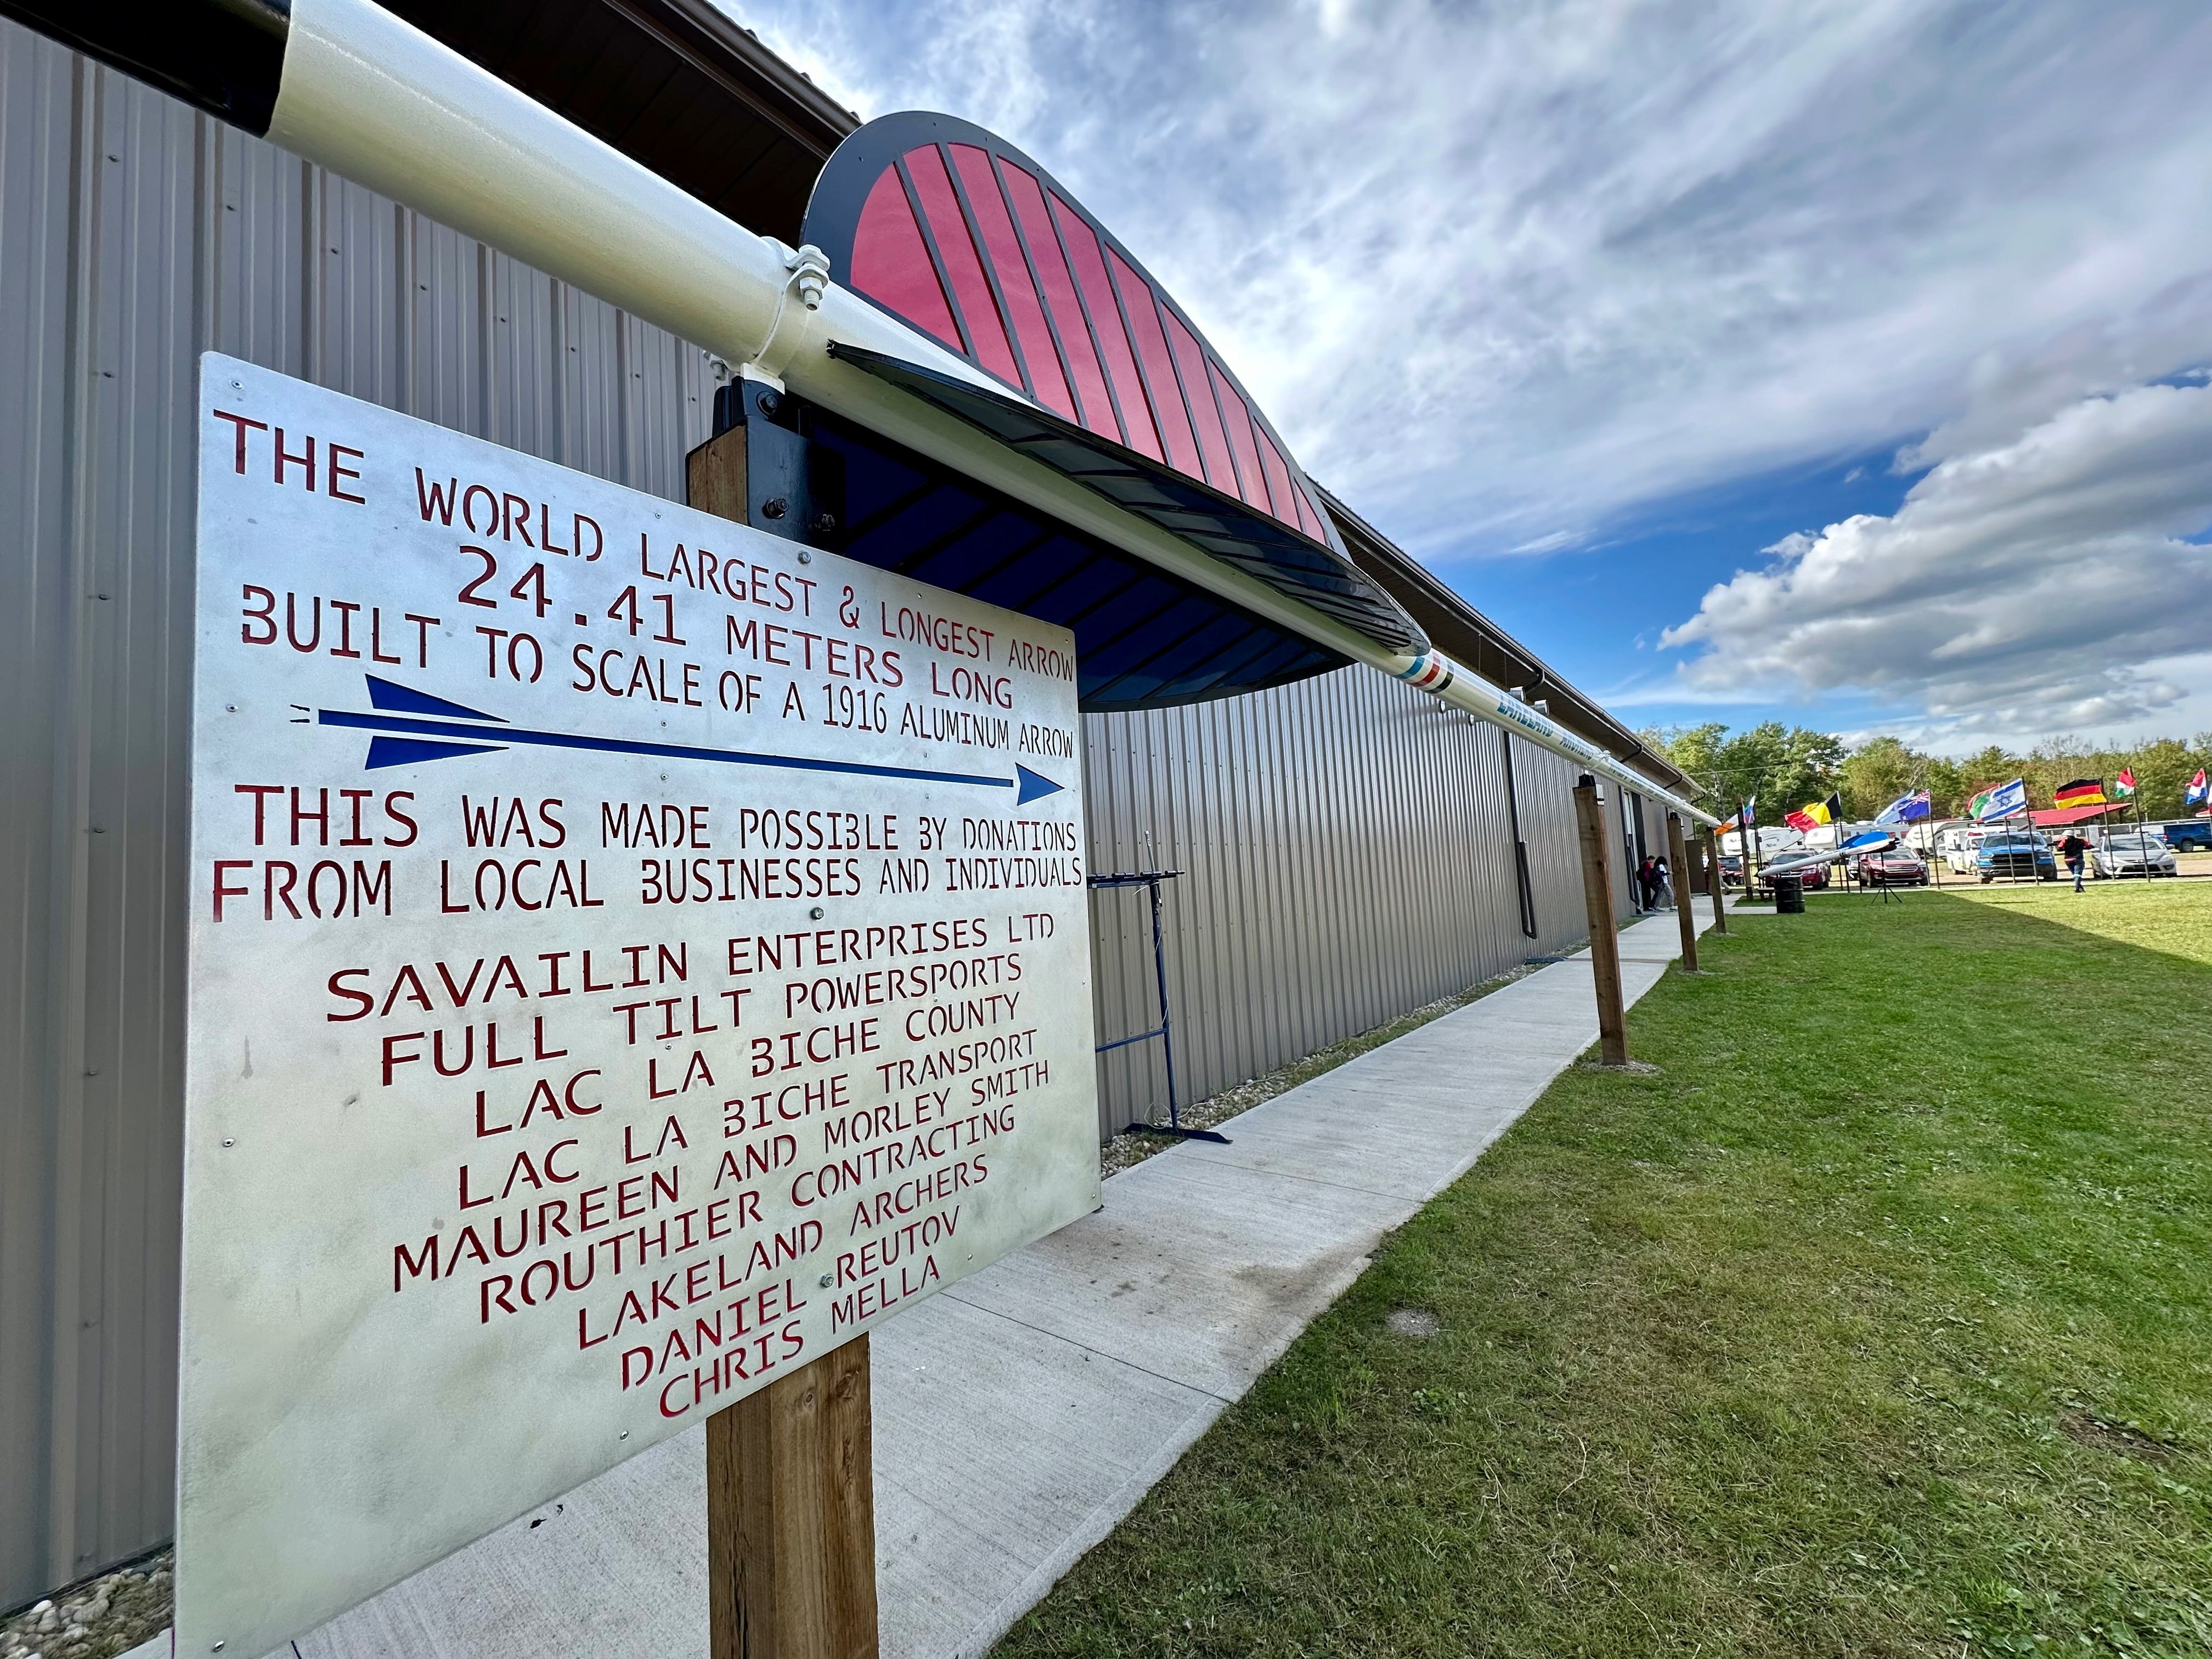 THE WORLD LARGEST & LONGEST ARROW
24.41 METERS LONG
BUILT TO SCALE OF A 1916 ALUMINUM ARROW
THIS WAS MADE POSSIBLE BY DONATIONS
FROM LOCAL BUSINESSES AND INDIVIDUALS
SAVAILIN ENTERPRISES LTD
FULL TILT POWERSPORTS
LAC LA BICHE COUNTY
LAC LA BICHE TRANSPORT
MAUREEN AND MORLEY SMITH
ROUTHIER CONTRACTING
LAKELAND ARCHERS
DANIEL REUTOV
CHRIS MELLA